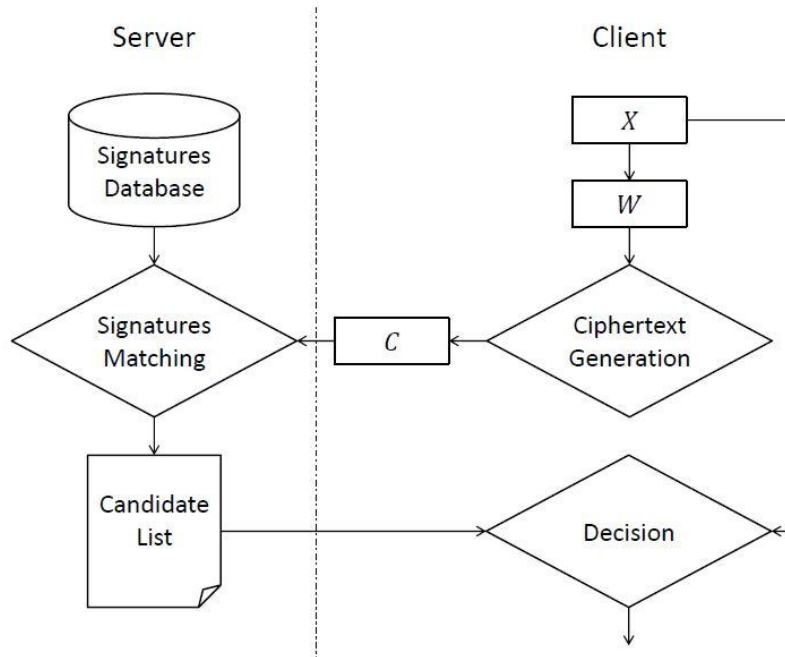 Server
Client
Signatures
Database
X
W
Signatures
Matching
C
Ciphertext
Generation
Candidate
List
Decision